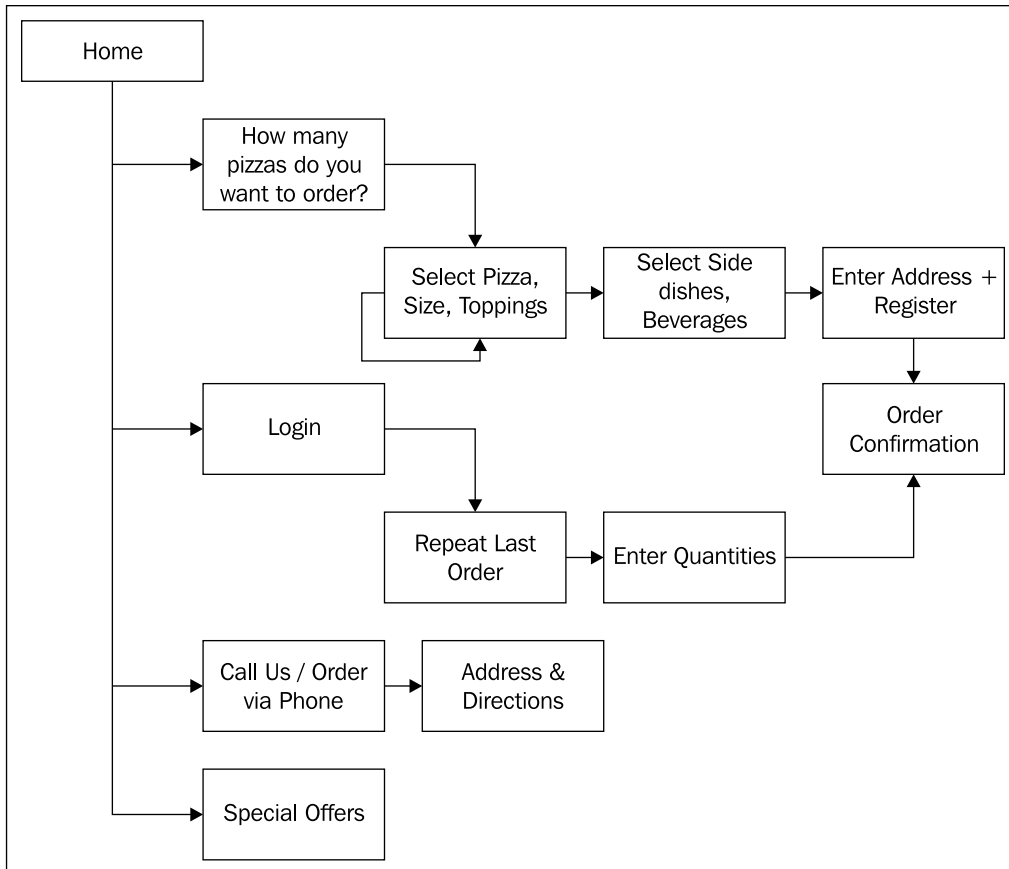 Home
How many
pizzas do you
want to order?
Select Pizza,
Size, Toppings
Select Side
dishes,
Beverages
Enter Address +
Register
Login
Order
Confirmation
Repeat Last
Order
Enter Quantities
Call Us / Order
via Phone
Address &
Directions
Special Offers